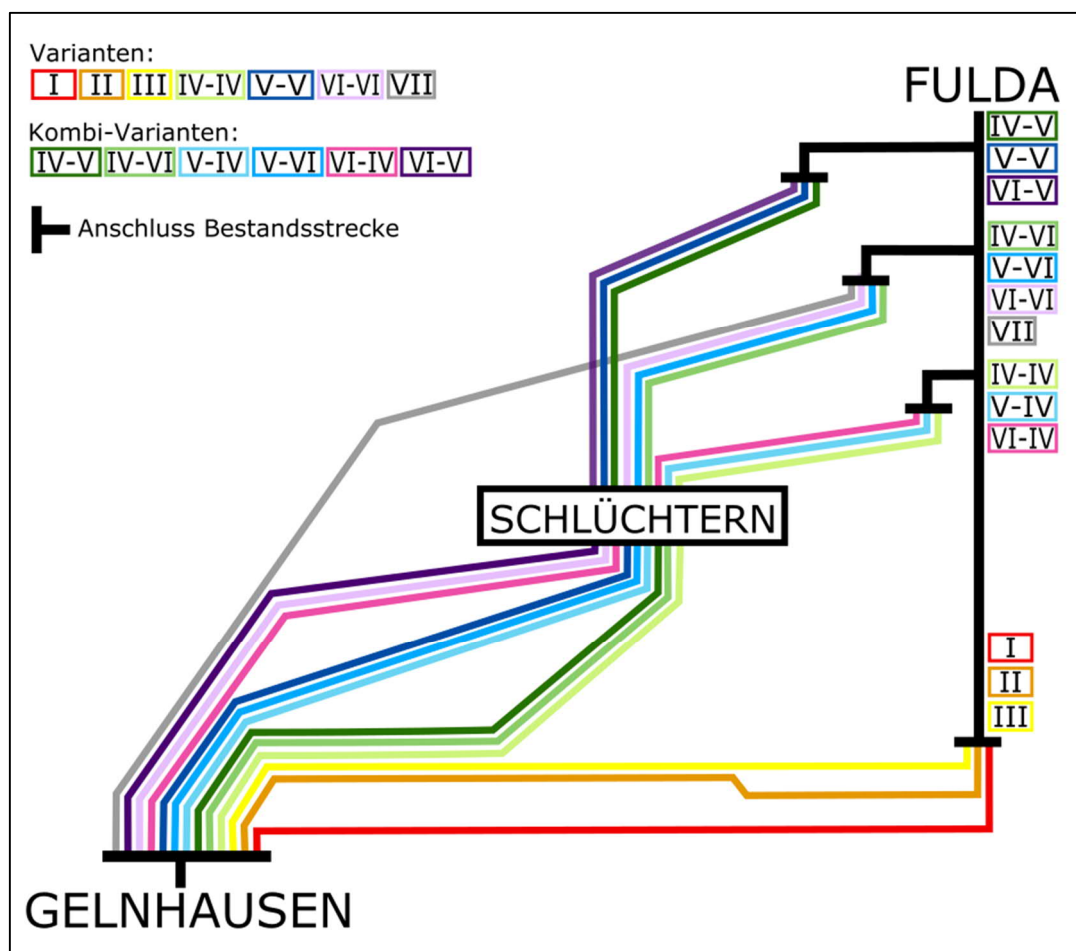 Varianten:
I II III IV-IV V-V VI-VI VII
Kombi-Varianten:
IV-V IV-VI V-IV V-VI VI-IV VI-V
Anschluss Bestandsstrecke
FULDA
IV-V
V-V
VI-V
IV-VI
V-VI
VI-VI
VII
IV-IV
V-IV
VI-IV
SCHLÜCHTERN
I
II
III
GELNHAUSEN